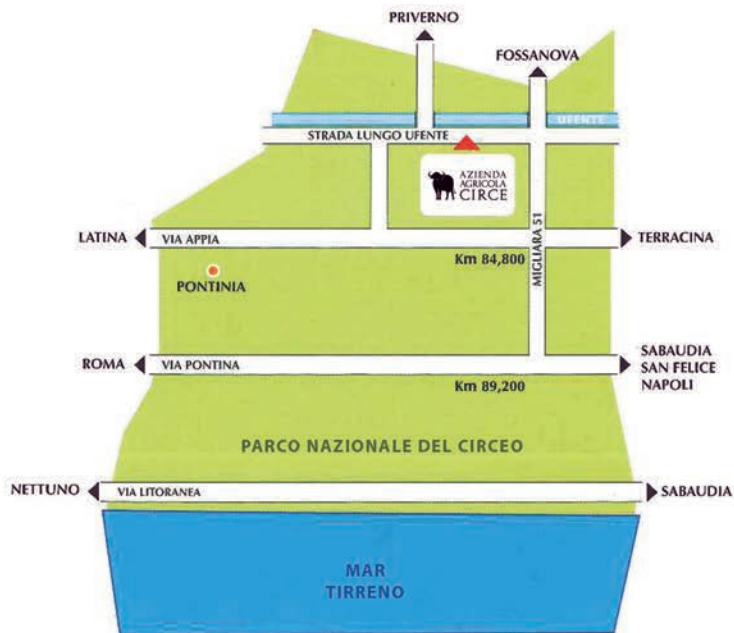 PRIVERNO
FOSSANOVA
UFENTE
STRADA LUNGO UFENTE
AZIENDA
AGRICOLA
CIRCE
LATINA
VIA APPIA
TERRACINA
Km 84,800
MIGLIARA 51
PONTINIA
ROMA
VIA PONTINA
SABAUDIA
SAN FELICE
NAPOLI
Km 89,200
PARCO NAZIONALE DEL CIRCEO
NETTUNO
VIA LITORANEA
SABAUDIA
MAR
TIRRENO